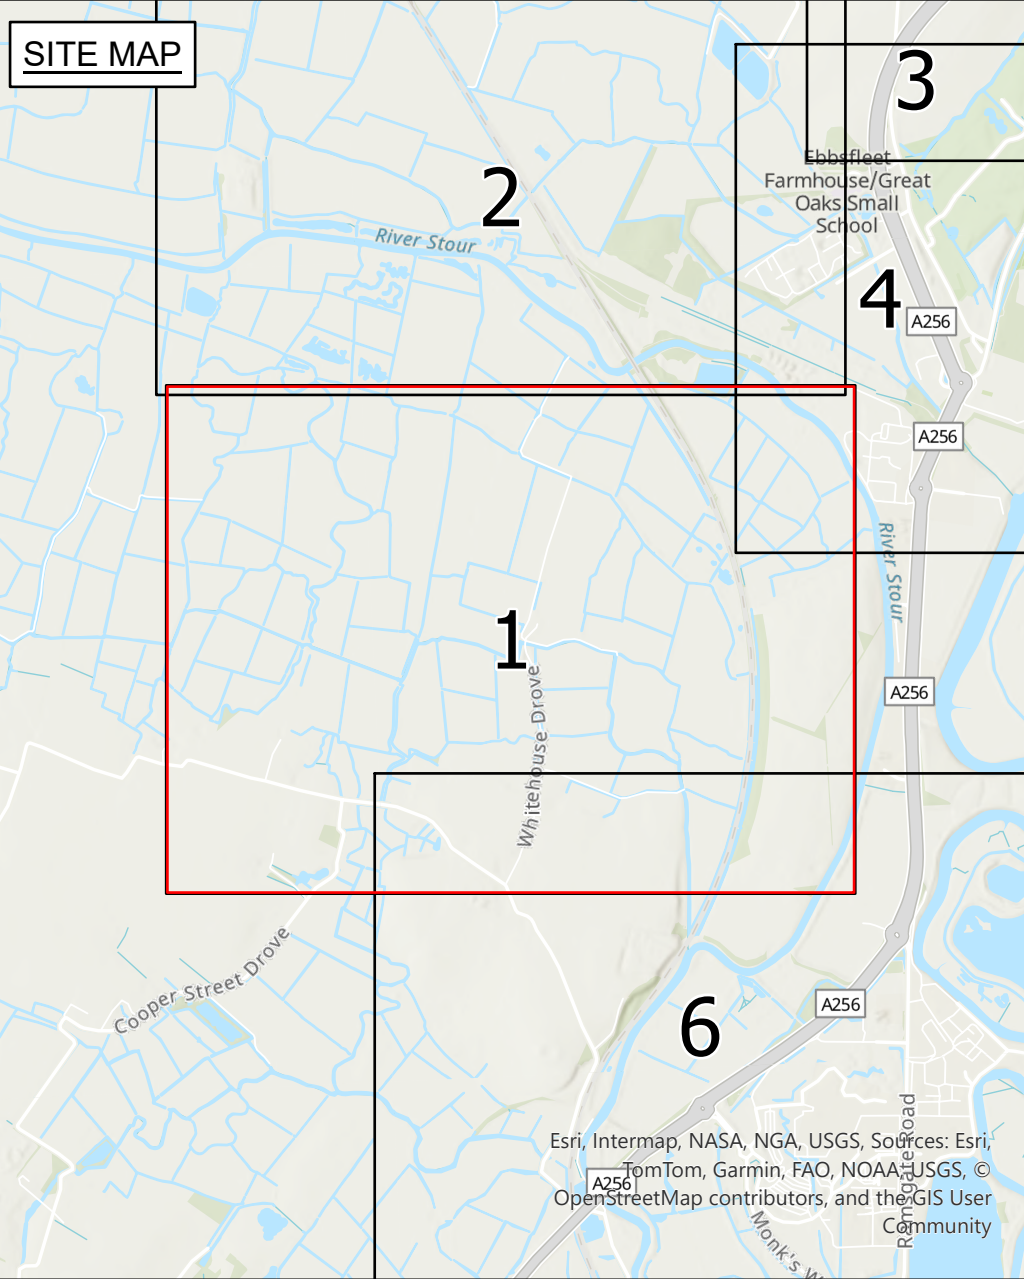 SITE MAP
3
Ebbsfleet
Farmhouse/Great
Oaks Small
School
2
River Stour
4
A256
A256
River Stour
1
Whitehouse Drove
A256
Cooper Street Drove
6
A256
Ramsgate Road
A256
Monk's W
Esri, Intermap, NASA, NGA, USGS, Sources: Esri,
TomTom, Garmin, FAO, NOAA, USGS, ©
OpenStreetMap contributors, and the GIS User
Community